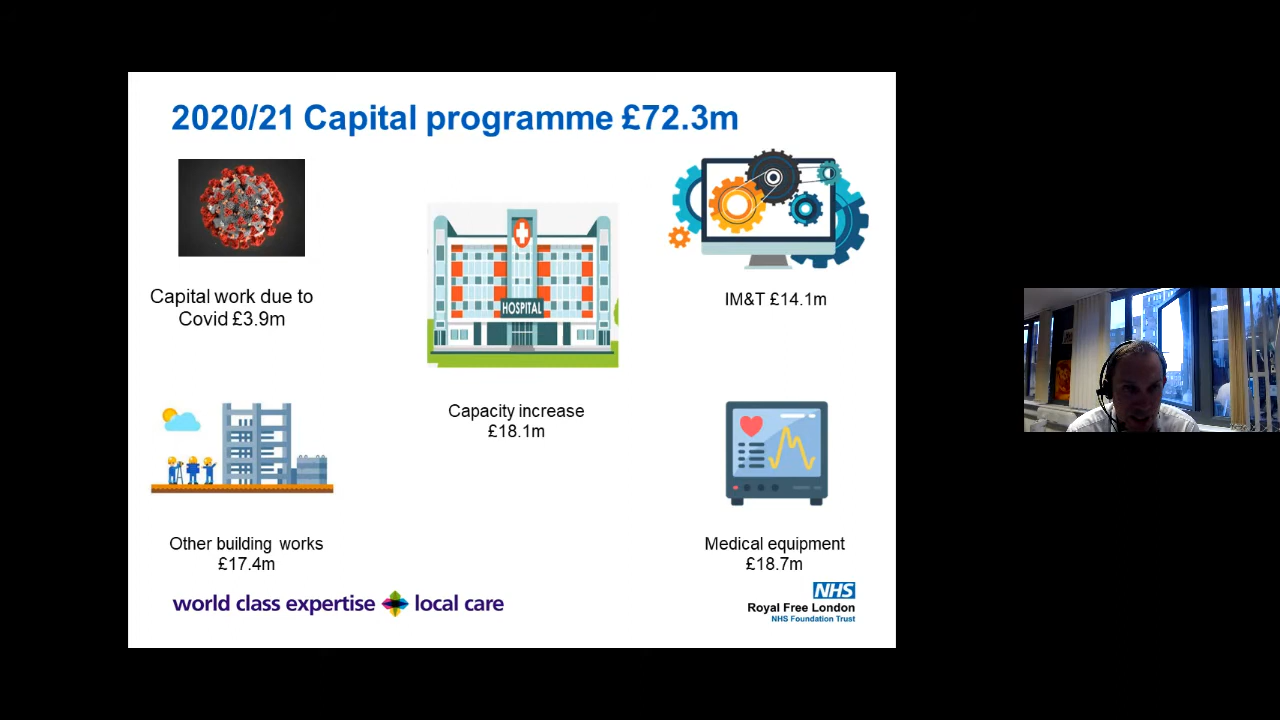 2020/21 Capital programme £72.3m
Capital work due to
Covid £3.9m
HOSPITAL
Capacity increase
£18.1m
IM&T £14.1m
Other building works
£17.4m
Medical equipment
£18.7m
world class expertise local care
NHS
Royal Free London
NHS Foundation Trust